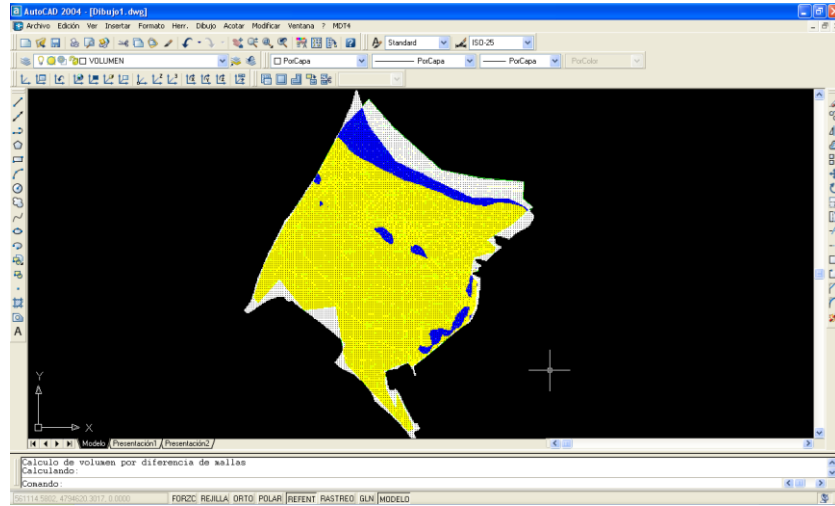 AutoCAD 2004 - [Dibujo1.dwg]
Archivo Edición Ver Insertar Formato Herr. Dibujo Acotar Modificar Ventana ? MDT4
Standard ISO-25
VOLUMEN PorCapa PorCapa PorCapa PorColor
A
Y
X
Modelo Presentación1 Presentación2
Calculo de volumen por diferencia de mallas
Calculando:
Comando:
561114.5802, 4794620.3017, 0.0000 FORZC REJILLA ORTO POLAR REFENT RASTREO GLN MODELO